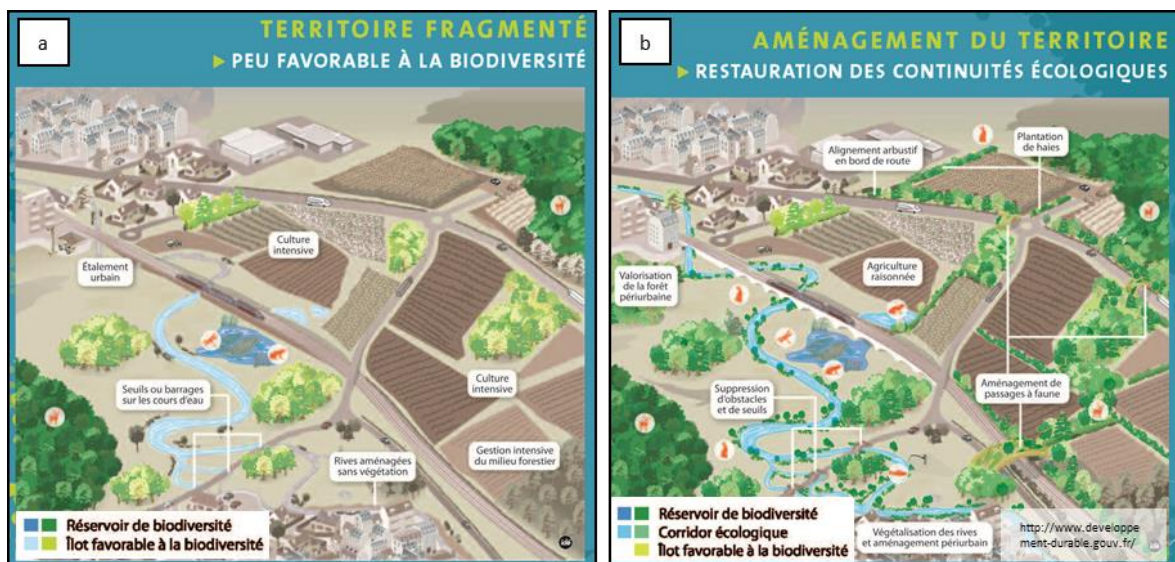 a
TERRITOIRE FRAGMENTÉ
▶ PEU FAVORABLE À LA BIODIVERSITÉ
Culture
intensive
Étalement
urbain
Seuils ou barrages
sur les cours d'eau
Culture
intensive
Gestion intensive
du milieu forestier
Rives aménagées
sans végétation
Réservoir de biodiversité
Îlot favorable à la biodiversité
b
AMÉNAGEMENT DU TERRITOIRE
▶ RESTAURATION DES CONTINUITÉS ÉCOLOGIQUES
Plantation
de haies
Alignement arbustif
en bord de route
Valorisation
de la forêt
périurbaine
Agriculture
raisonnée
Suppression
d'obstacles
et de seuils
Aménagement de
passages à faune
Réservoir de biodiversité
Corridor écologique
Îlot favorable à la biodiversité
Végétalisation des rives
et aménagement périurbain
http://www.developpe
ment-durable.gouv.fr/